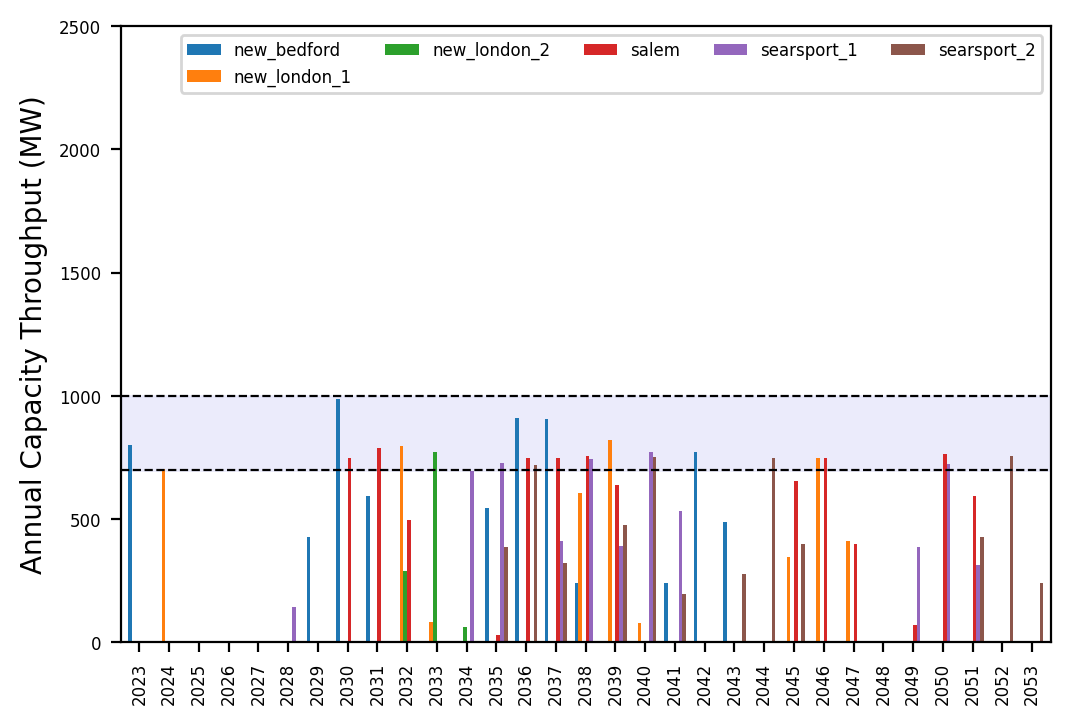 Annual Capacity Throughput (MW)
2500
2000
1500
1000
500
0
new_bedford new_london_2 salem searsport_1 searsport_2
new_london_1
2023 2024 2025 2026 2027 2028 2029 2030 2031 2032 2033 2034 2035 2036 2037 2038 2039 2040 2041 2042 2043 2044 2045 2046 2047 2048 2049 2050 2051 2052 2053